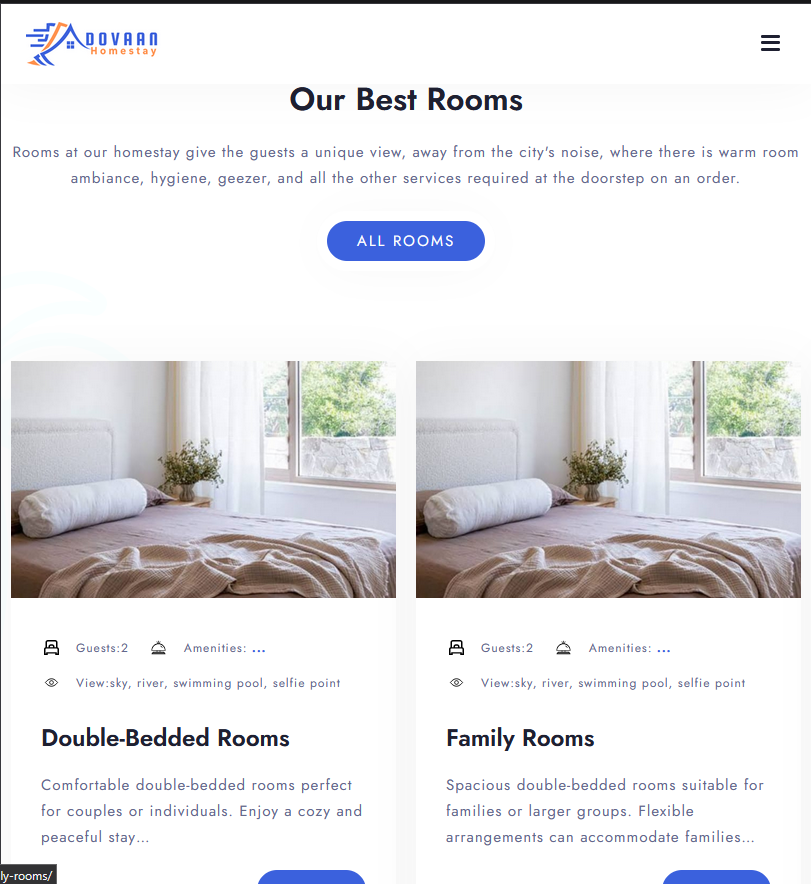 DOVAAN
Homestay
Our Best Rooms
Rooms at our homestay give the guests a unique view, away from the city's noise, where there is warm room
ambiance, hygiene, geezer, and all the other services required at the doorstep on an order.
ALL ROOMS
Guests:2 Amenities: ...
View:sky, river, swimming pool, selfie point
Double-Bedded Rooms
Comfortable double-bedded rooms perfect
for couples or individuals. Enjoy a cozy and
peaceful stay...
Guests:2 Amenities: ...
View:sky, river, swimming pool, selfie point
Family Rooms
Spacious double-bedded rooms suitable for
families or larger groups. Flexible
arrangements can accommodate families...
ly-rooms/